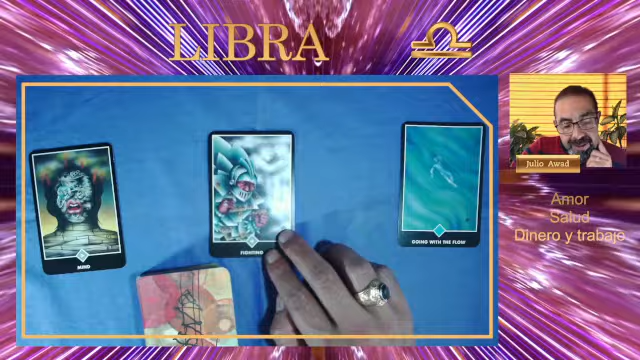 LIBRA
MIND
FIGHTING
GOING WITH THE FLOW
Julio Awad
Amor
Salud
Dinero y trabajo